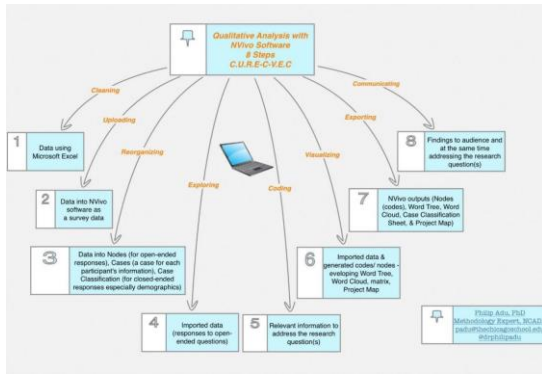 Qualitative Analysis with
NVivo Software
8 Steps
C.U.R.E-C-V.E.C
Cleaning
Uploading
Reorganizing
Exploring
Coding
Visualizing
Exporting
Communicating
1
Data using
Microsoft Excel
2
Data into NVivo
software as
a survey data
3
Data into Nodes (for open-ended
responses), Cases (a case for each
participant's information), Case
Classification (for closed-ended
responses especially demographics)
4
Imported data
(responses to open-
ended questions)
5
Relevant information to
address the research
question(s)
6
Imported data &
generated codes/ nodes -
eveloping Word Tree,
Word Cloud, matrix,
Project Map
7
NVivo outputs (Nodes
(codes), Word Tree, Word
Cloud, Case Classification
Sheet, & Project Map)
8
Findings to audience and
at the same time
addressing the research
question(s)
Philip Adu, PhD
Methodology Expert, NCAD
padu@thechicagoschool.ed
@drphilipadu